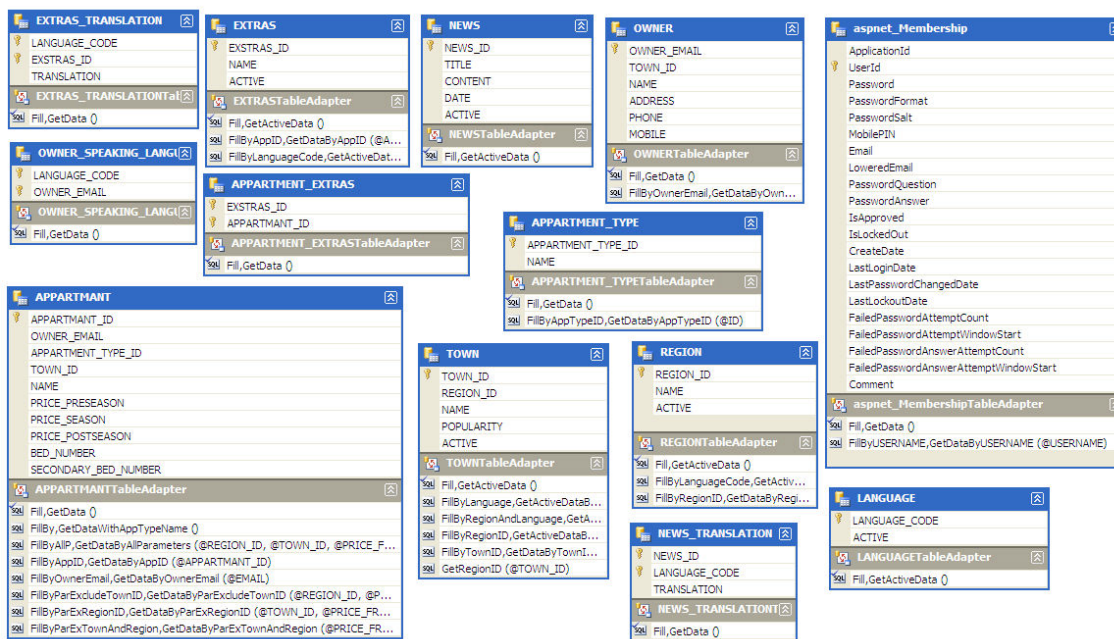 EXTRAS_TRANSLATION
LANGUAGE_CODE
EXSTRAS_ID
TRANSLATION
EXTRAS_TRANSLATIONTabl
Fill,GetData ()
EXTRAS
EXSTRAS_ID
NAME
ACTIVE
EXTRASTableAdapter
Fill,GetActiveData ()
FillByAppID,GetDataByAppID (@A...
FillByLanguageCode,GetActiveDat...
NEWS
NEWS_ID
TITLE
CONTENT
DATE
ACTIVE
NEWSTableAdapter
Fill,GetActiveData ()
OWNER
OWNER_EMAIL
TOWN_ID
NAME
ADDRESS
PHONE
MOBILE
OWNERTableAdapter
Fill,GetData ()
FillByOwnerEmail,GetDataByOwn...
aspnet_Membership
ApplicationId
UserId
Password
PasswordFormat
PasswordSalt
MobilePIN
Email
LoweredEmail
PasswordQuestion
PasswordAnswer
IsApproved
IsLockedOut
CreateDate
LastLoginDate
LastPasswordChangedDate
LastLockoutDate
FailedPasswordAttemptCount
FailedPasswordAttemptWindowStart
FailedPasswordAnswerAttemptCount
FailedPasswordAnswerAttemptWindowStart
Comment
aspnet_MembershipTableAdapter
Fill,GetData ()
FillByUSERNAME,GetDataByUSERNAME (@USERNAME)
OWNER_SPEAKING_LANGU
LANGUAGE_CODE
OWNER_EMAIL
OWNER_SPEAKING_LANGU
Fill,GetData ()
APPARTMENT_EXTRAS
EXSTRAS_ID
APPARTMANT_ID
APPARTMENT_EXTRASTableAdapter
Fill,GetData ()
APPARTMENT_TYPE
APPARTMENT_TYPE_ID
NAME
APPARTMENT_TYPETableAdapter
Fill,GetData ()
FillByAppTypeID,GetDataByAppTypeID (@ID)
APPARTMANT
APPARTMANT_ID
OWNER_EMAIL
APPARTMENT_TYPE_ID
TOWN_ID
NAME
PRICE_PRESEASON
PRICE_SEASON
PRICE_POSTSEASON
BED_NUMBER
SECONDARY_BED_NUMBER
APPARTMANTTableAdapter
Fill,GetData ()
FillBy,GetDataWithAppTypeName ()
FillByAllP,GetDataByAllParameters (@REGION_ID, @TOWN_ID, @PRICE_F...
FillByAppID,GetDataByAppID (@APPARTMANT_ID)
FillByOwnerEmail,GetDataByOwnerEmail (@EMAIL)
FillByParExcludeTownID,GetDataByParExcludeTownID (@REGION_ID, @P...
FillByParExRegionID,GetDataByParExRegionID (@TOWN_ID, @PRICE_FR...
FillByParExTownAndRegion,GetDataByParExTownAndRegion (@PRICE_FR...
TOWN
TOWN_ID
REGION_ID
NAME
POPULARITY
ACTIVE
TOWNTableAdapter
Fill,GetActiveData ()
FillByLanguage,GetActiveDataB...
FillByRegionAndLanguage,GetA...
FillByRegionID,GetActiveDataB...
FillByTownID,GetDataByTownI...
GetRegionID (@TOWN_ID)
REGION
REGION_ID
NAME
ACTIVE
REGIONTableAdapter
Fill,GetActiveData ()
FillByLanguageCode,GetActiv...
FillByRegionID,GetDataByRegi...
NEWS_TRANSLATION
NEWS_ID
LANGUAGE_CODE
TRANSLATION
NEWS_TRANSLATIONT
Fill,GetData ()
LANGUAGE
LANGUAGE_CODE
ACTIVE
LANGUAGETableAdapter
Fill,GetActiveData ()